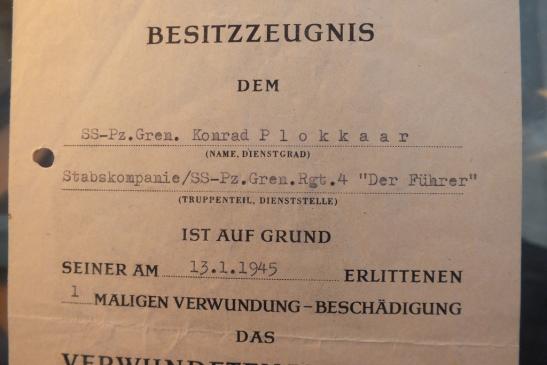 BESITZZEUGNIS
DEM
SS-Pz.Gren. Konrad P l o k k a a r
(NAME, DIENSTGRAD)
Stabskompanie/SS-Pz.Gren.Rgt.4 "Der Führer"
(TRUPPENTEIL, DIENSTSTELLE)
IST AUF GRUND
SEINER AM 13.1.1945 ERLITTENEN
1 MALIGEN VERWUNDUNG-BESCHÄDIGUNG
DAS